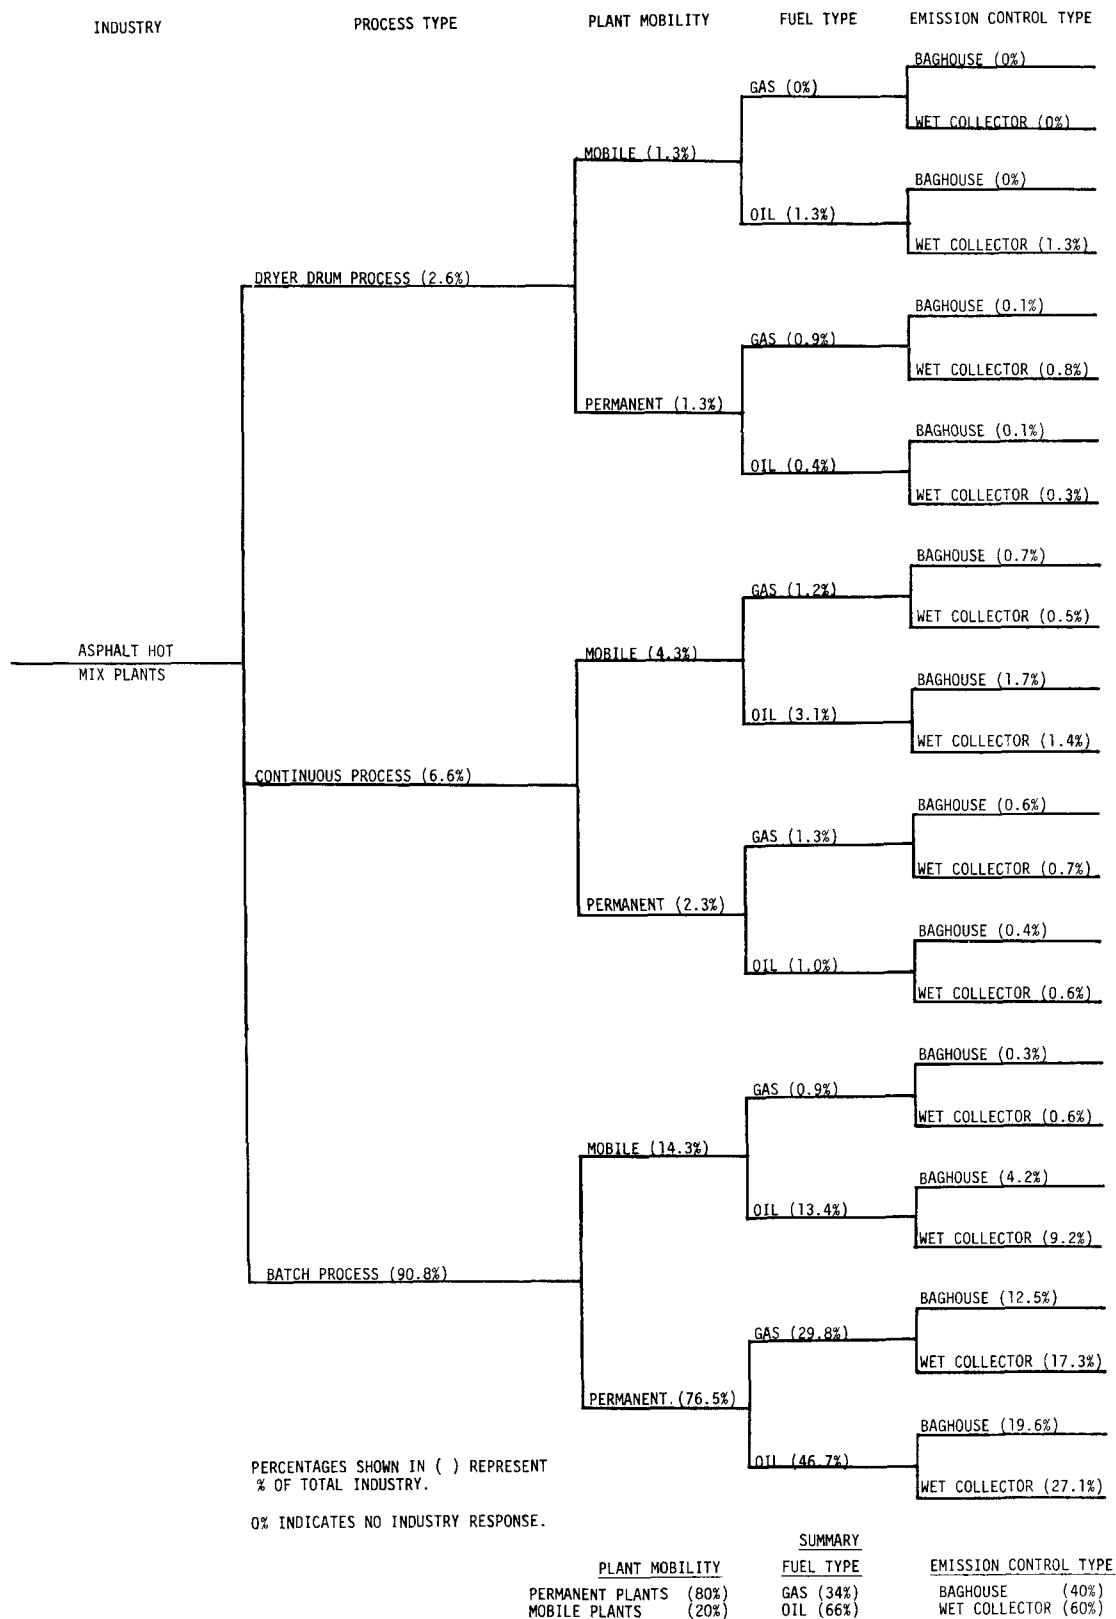 INDUSTRY PROCESS TYPE PLANT MOBILITY FUEL TYPE EMISSION CONTROL TYPE
BAGHOUSE (0%)
GAS (0%)
WET COLLECTOR (0%)
MOBILE (1.3%)
BAGHOUSE (0%)
OIL (1.3%)
WET COLLECTOR (1.3%)
DRYER DRUM PROCESS (2.6%)
BAGHOUSE (0.1%)
GAS (0.9%)
WET COLLECTOR (0.8%)
PERMANENT (1.3%)
BAGHOUSE (0.1%)
OIL (0.4%)
WET COLLECTOR (0.3%)
BAGHOUSE (0.7%)
GAS (1.2%)
WET COLLECTOR (0.5%)
ASPHALT HOT
MIX PLANTS
MOBILE (4.3%)
BAGHOUSE (1.7%)
OIL (3.1%)
WET COLLECTOR (1.4%)
CONTINUOUS PROCESS (6.6%)
BAGHOUSE (0.6%)
GAS (1.3%)
WET COLLECTOR (0.7%)
PERMANENT (2.3%)
BAGHOUSE (0.4%)
OIL (1.0%)
WET COLLECTOR (0.6%)
BAGHOUSE (0.3%)
GAS (0.9%)
WET COLLECTOR (0.6%)
MOBILE (14.3%)
BAGHOUSE (4.2%)
OIL (13.4%)
WET COLLECTOR (9.2%)
BATCH PROCESS (90.8%)
BAGHOUSE (12.5%)
GAS (29.8%)
WET COLLECTOR (17.3%)
PERMANENT. (76.5%)
BAGHOUSE (19.6%)
OIL (46.7%)
WET COLLECTOR (27.1%)
PERCENTAGES SHOWN IN ( ) REPRESENT
% OF TOTAL INDUSTRY.
0% INDICATES NO INDUSTRY RESPONSE.
SUMMARY
PLANT MOBILITY FUEL TYPE EMISSION CONTROL TYPE
PERMANENT PLANTS (80%) GAS (34%) BAGHOUSE (40%)
MOBILE PLANTS (20%) OIL (66%) WET COLLECTOR (60%)